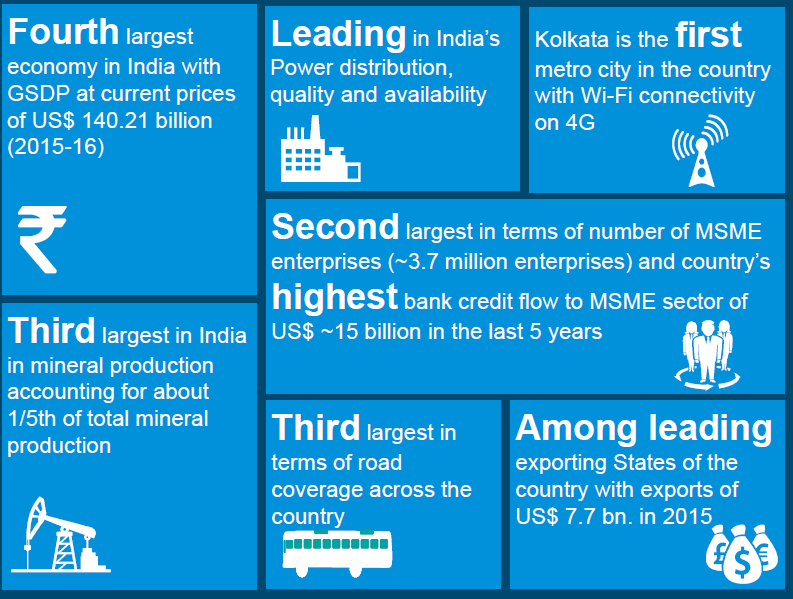 Fourth largest
economy in India with
GSDP at current prices
of US$ 140.21 billion
(2015-16)
₹
Leading in India's
Power distribution,
quality and availability
Kolkata is the first
metro city in the country
with Wi-Fi connectivity
on 4G
Second largest in terms of number of MSME
enterprises (~3.7 million enterprises) and country's
highest bank credit flow to MSME sector of
US$ ~15 billion in the last 5 years
Third largest in India
in mineral production
accounting for about
1/5th of total mineral
production
Third largest in
terms of road
coverage across the
country
Among leading
exporting States of the
country with exports of
US$ 7.7 bn. in 2015
£ $ €